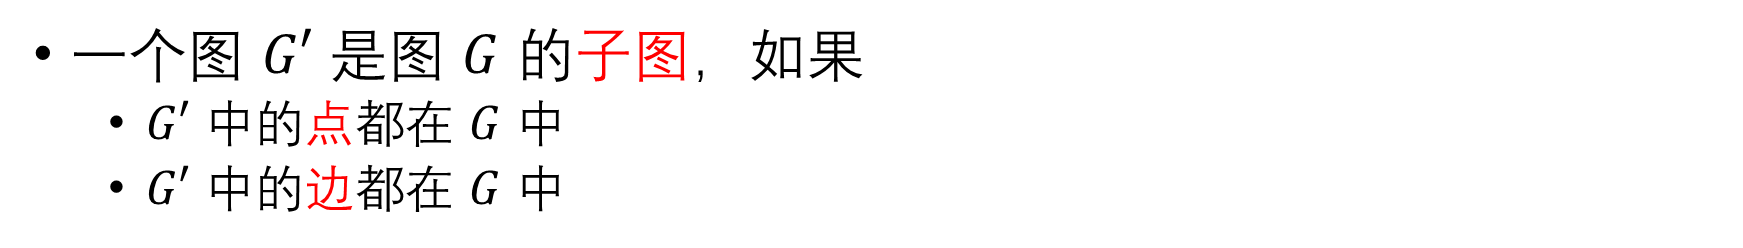 • 一个图 G′ 是图 G 的子图，如果
• G′ 中的点都在 G 中
• G′ 中的边都在 G 中